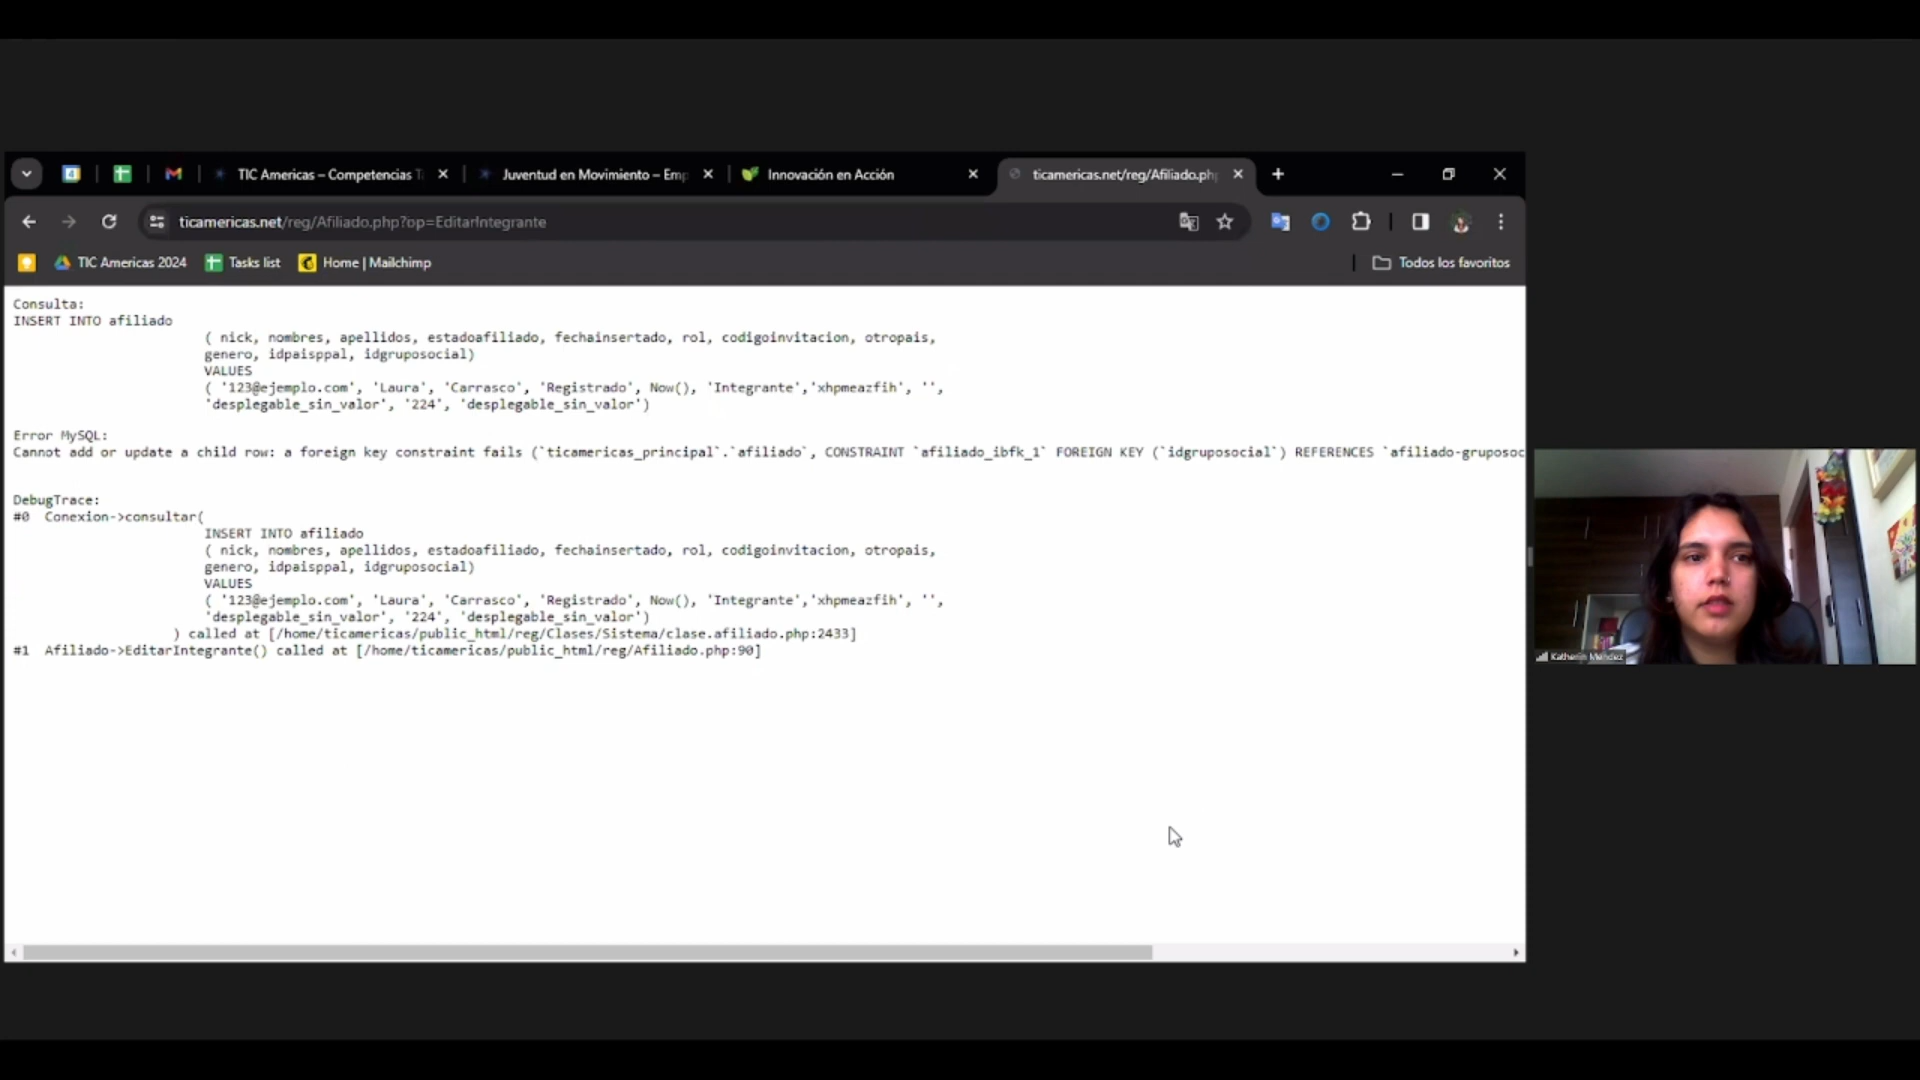 TIC Americas – Competencias T
Juventud en Movimiento – Emp
Innovación en Acción
ticamericas.net/reg/Afiliado.ph
ticamericas.net/reg/Afiliado.php?op=EditarIntegrante
TIC Americas 2024
Tasks list
Home | Mailchimp
Todos los favoritos
Consulta:
INSERT INTO afiliado
( nick, nombres, apellidos, estadoafiliado, fechainsertado, rol, codigoinvitacion, otropais,
genero, idpaisppal, idgruposocial)
VALUES
( '123@ejemplo.com', 'Laura', 'Carrasco', 'Registrado', Now(), 'Integrante','xhpmeazfih', '',
'desplegable_sin_valor', '224', 'desplegable_sin_valor')
Error MySQL:
Cannot add or update a child row: a foreign key constraint fails (`ticamericas_principal`.`afiliado`, CONSTRAINT `afiliado_ibfk_1` FOREIGN KEY (`idgruposocial`) REFERENCES `afiliado-gruposoc
DebugTrace:
#0 Conexion->consultar(
INSERT INTO afiliado
( nick, nombres, apellidos, estadoafiliado, fechainsertado, rol, codigoinvitacion, otropais,
genero, idpaisppal, idgruposocial)
VALUES
( '123@ejemplo.com', 'Laura', 'Carrasco', 'Registrado', Now(), 'Integrante','xhpmeazfih', '',
'desplegable_sin_valor', '224', 'desplegable_sin_valor')
) called at [/home/ticamericas/public_html/reg/Clases/Sistema/clase.afiliado.php:2433]
#1 Afiliado->EditarIntegrante() called at [/home/ticamericas/public_html/reg/Afiliado.php:90]
Katherin Mendez